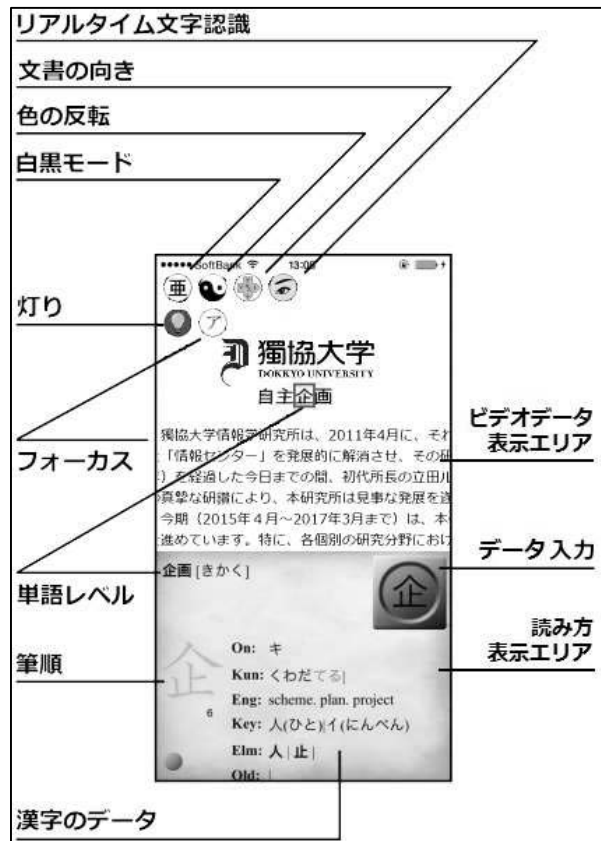 リアルタイム文字認識
文書の向き
色の反転
白黒モード
●●●●● SoftBank 13:06
亜
ア
灯り
獨協大学
DOKKYO UNIVERSITY
自主企画
ビデオデータ
表示エリア
獨協大学情報学研究所は、2011年4月に、それ
「情報センター」を発展的に解消させ、その研
）を経過した今日までの間、初代所長の立田ル
真摯な研鑽により、本研究所は見事な発展を遂
今期（2015年４月～2017年3月まで）は、本
進めています。特に、各個別の研究分野におけ
フォーカス
企画 [きかく]
企
データ入力
単語レベル
読み方
表示エリア
筆順
企
6
On: キ
Kun: くわだてる|
Eng: scheme. plan. project
Key: 人(ひと)|イ(にんべん)
Elm: 人 | 止 |
Old: |
漢字のデータ